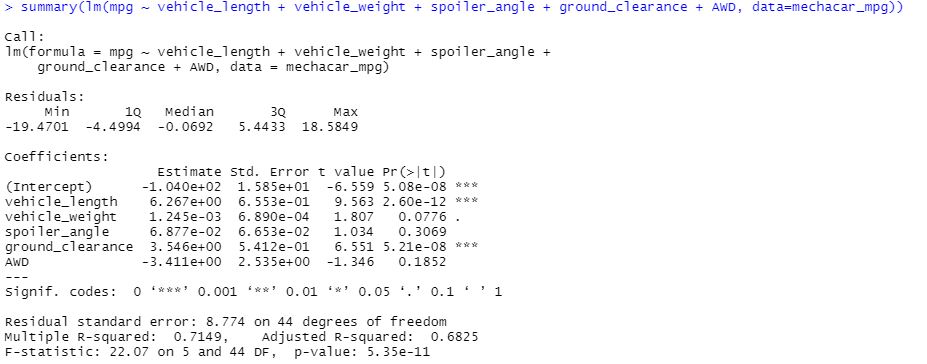 > summary(lm(mpg ~ vehicle_length + vehicle_weight + spoiler_angle + ground_clearance + AWD, data=mechacar_mpg))
Call:
lm(formula = mpg ~ vehicle_length + vehicle_weight + spoiler_angle +
ground_clearance + AWD, data = mechacar_mpg)
Residuals:
Min 1Q Median 3Q Max
-19.4701 -4.4994 -0.0692 5.4433 18.5849
Coefficients:
Estimate Std. Error t value Pr(>|t|)
(Intercept) -1.040e+02 1.585e+01 -6.559 5.08e-08 ***
vehicle_length 6.267e+00 6.553e-01 9.563 2.60e-12 ***
vehicle_weight 1.245e-03 6.890e-04 1.807 0.0776 .
spoiler_angle 6.877e-02 6.653e-02 1.034 0.3069
ground_clearance 3.546e+00 5.412e-01 6.551 5.21e-08 ***
AWD -3.411e+00 2.535e+00 -1.346 0.1852
---
Signif. codes: 0 ‘***’ 0.001 ‘**’ 0.01 ‘*’ 0.05 ‘.’ 0.1 ‘ ’ 1
Residual standard error: 8.774 on 44 degrees of freedom
Multiple R-squared: 0.7149, Adjusted R-squared: 0.6825
F-statistic: 22.07 on 5 and 44 DF, p-value: 5.35e-11